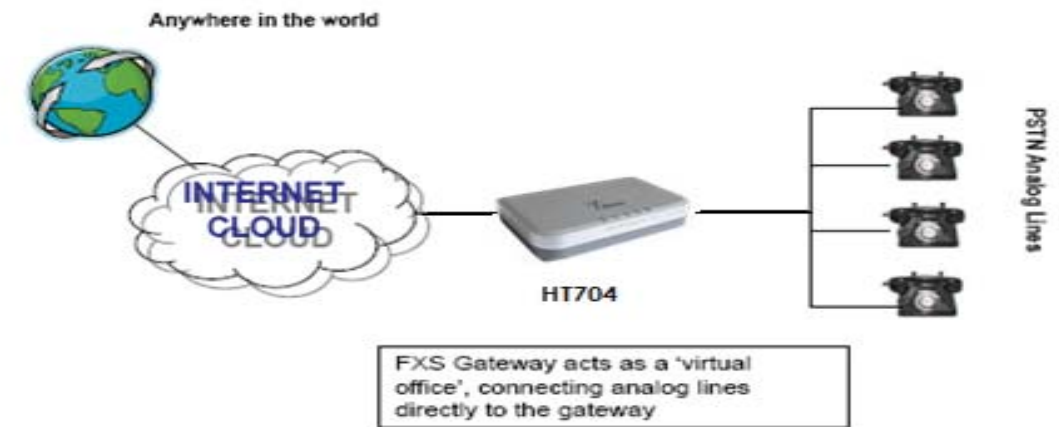 Anywhere in the world
INTERNET
CLOUD
HT704
PSTN Analog Lines
FXS Gateway acts as a 'virtual
office', connecting analog lines
directly to the gateway